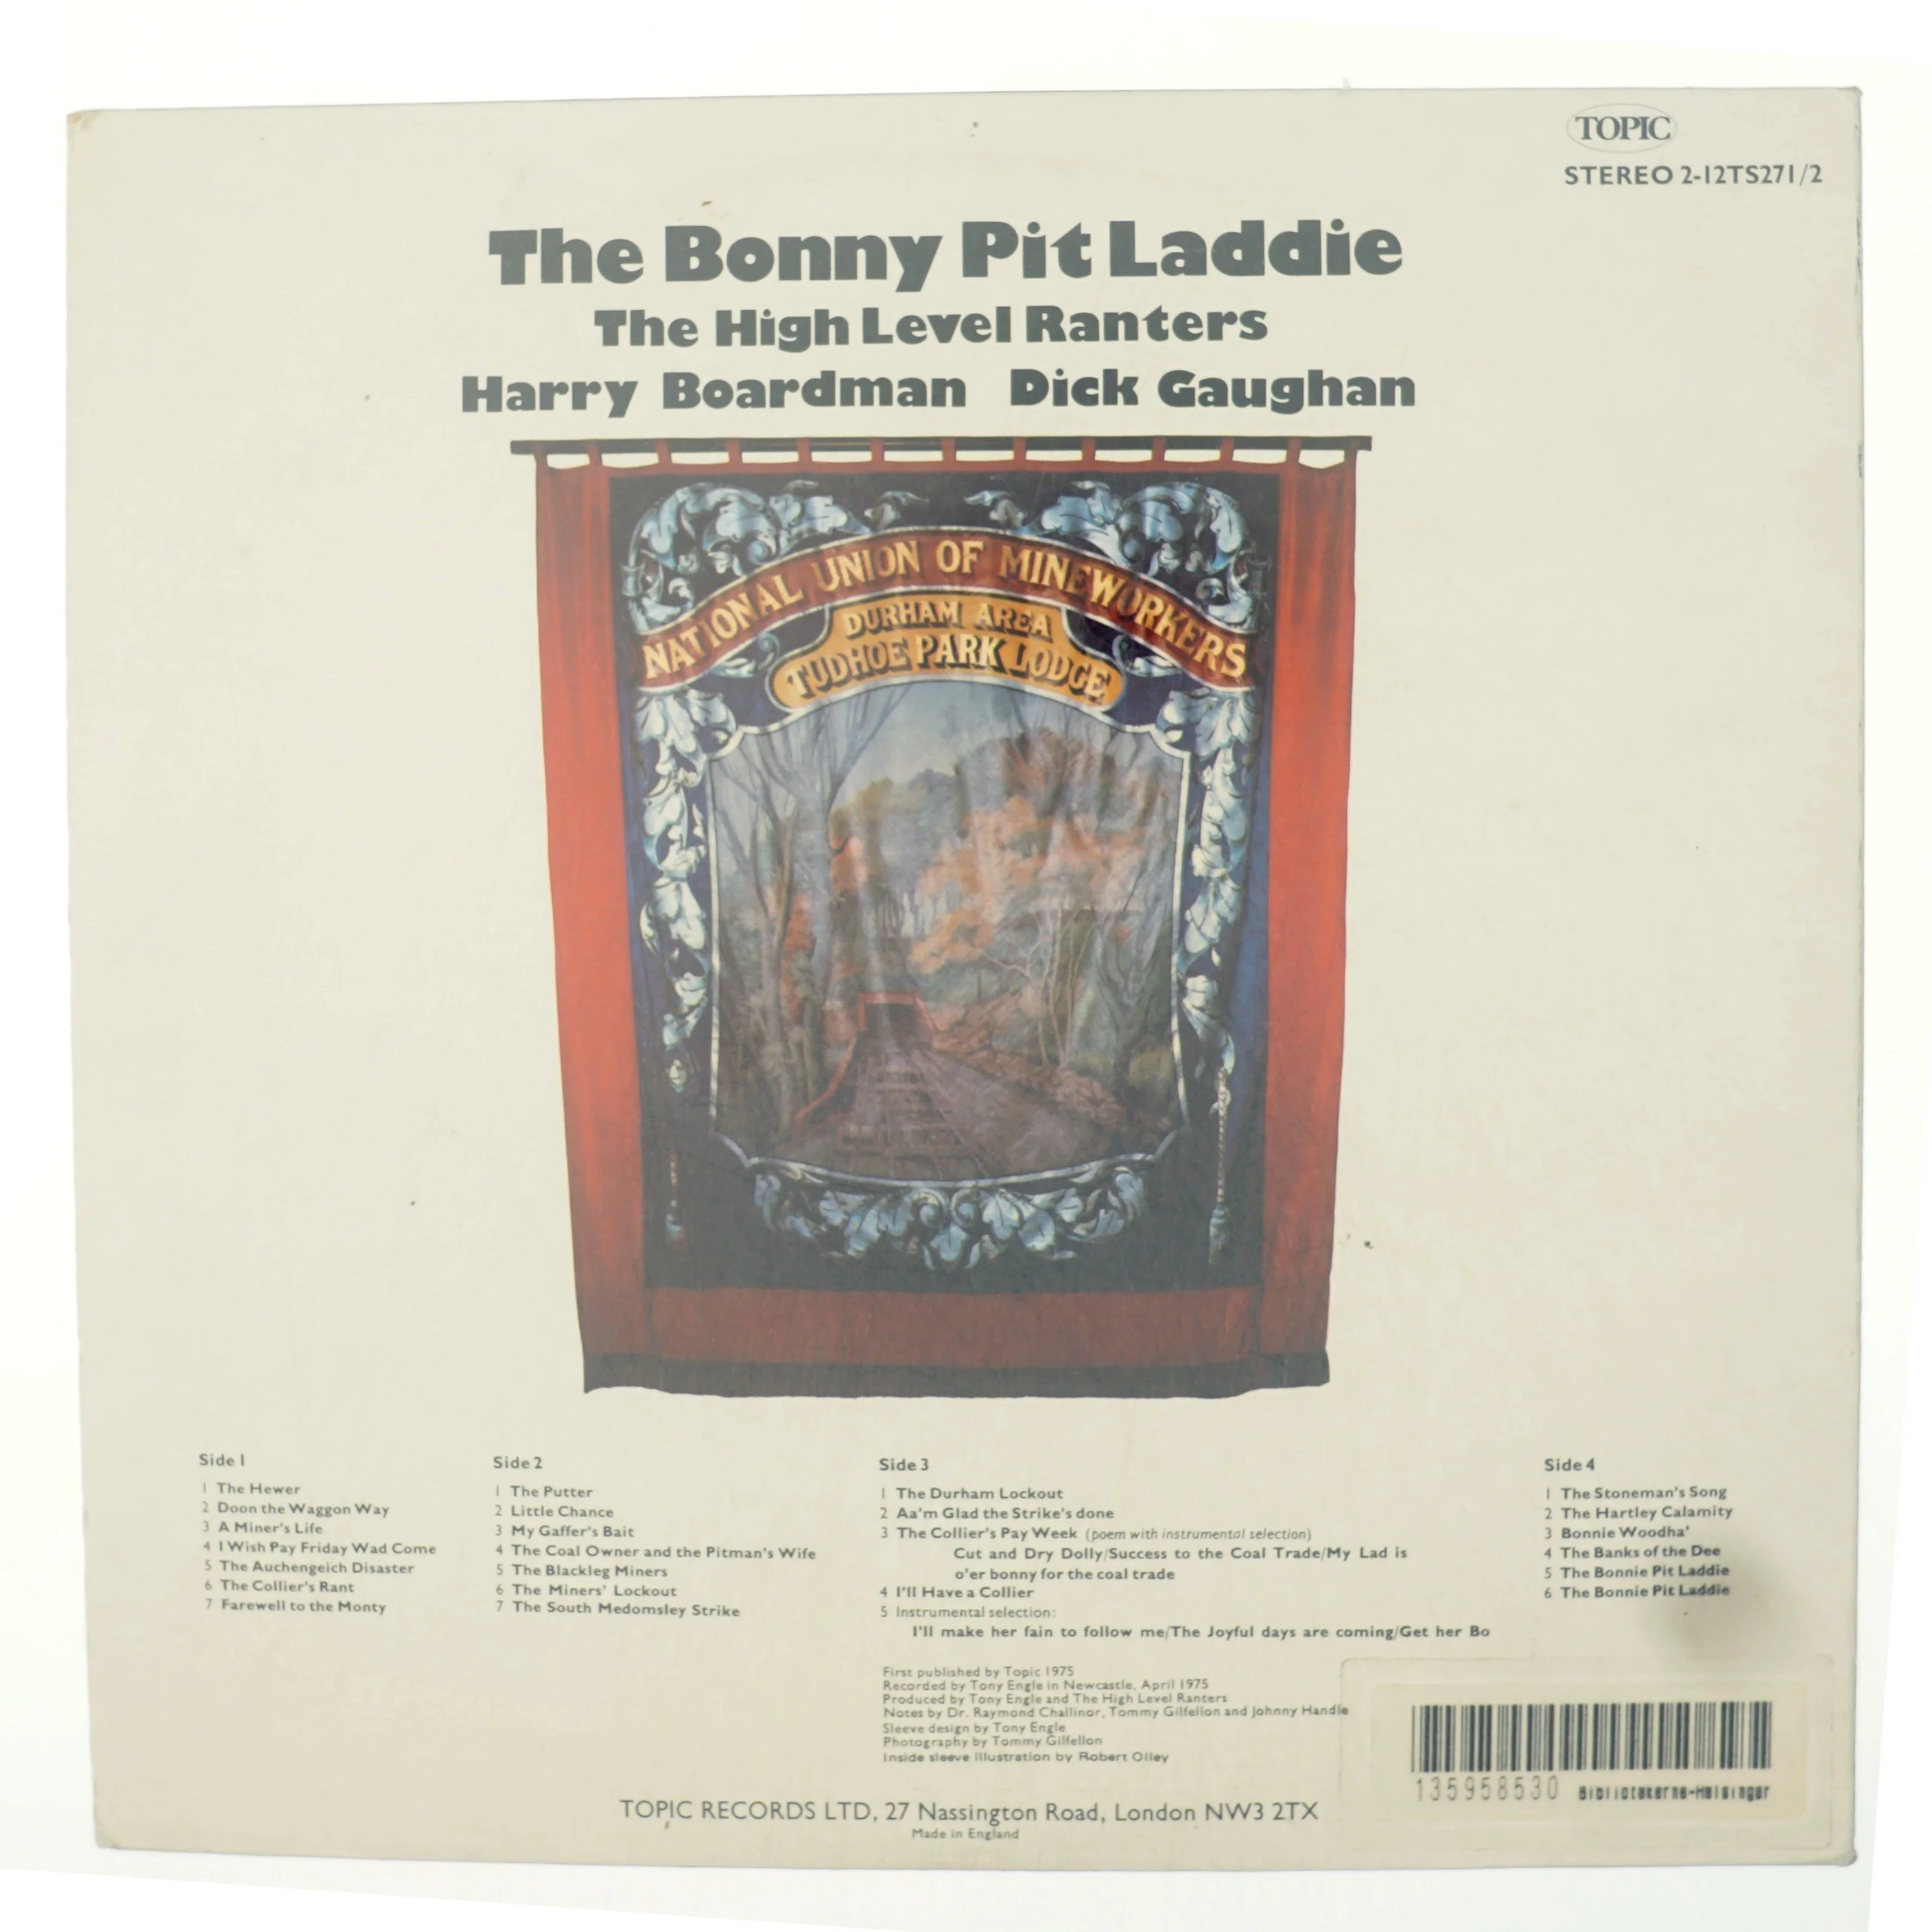 TOPIC
STEREO 2-12TS271/2
The Bonny Pit Laddie
The High Level Ranters
Harry Boardman Dick Gaughan
NATIONAL UNION OF MINEWORKERS
DURHAM AREA
TUDHOE PARK LODGE
Side 1
1 The Hewer
2 Doon the Waggon Way
3 A Miner's Life
4 I Wish Pay Friday Wad Come
5 The Auchengeich Disaster
6 The Collier's Rant
7 Farewell to the Monty
Side 2
1 The Putter
2 Little Chance
3 My Gaffer's Bait
4 The Coal Owner and the Pitman's Wife
5 The Blackleg Miners
6 The Miners' Lockout
7 The South Medomsley Strike
Side 3
1 The Durham Lockout
2 Aa'm Glad the Strike's done
3 The Collier's Pay Week (poem with instrumental selection)
Cut and Dry Dolly/Success to the Coal Trade/My Lad is
o'er bonny for the coal trade
4 I'll Have a Collier
5 Instrumental selection:
I'll make her fain to follow me/The Joyful days are coming/Get her Bo
Side 4
1 The Stoneman's Song
2 The Hartley Calamity
3 Bonnie Woodha'
4 The Banks of the Dee
5 The Bonnie Pit Laddie
6 The Bonnie Pit Laddie
First published by Topic 1975
Recorded by Tony Engle in Newcastle, April 1975
Produced by Tony Engle and The High Level Ranters
Notes by Dr. Raymond Challinor, Tommy Gilfellon and Johnny Handle
Sleeve design by Tony Engle
Photography by Tommy Gilfellon
Inside sleeve illustration by Robert Olley
135958530 Bibliotekerne-Helsingør
TOPIC RECORDS LTD, 27 Nassington Road, London NW3 2TX
Made in England